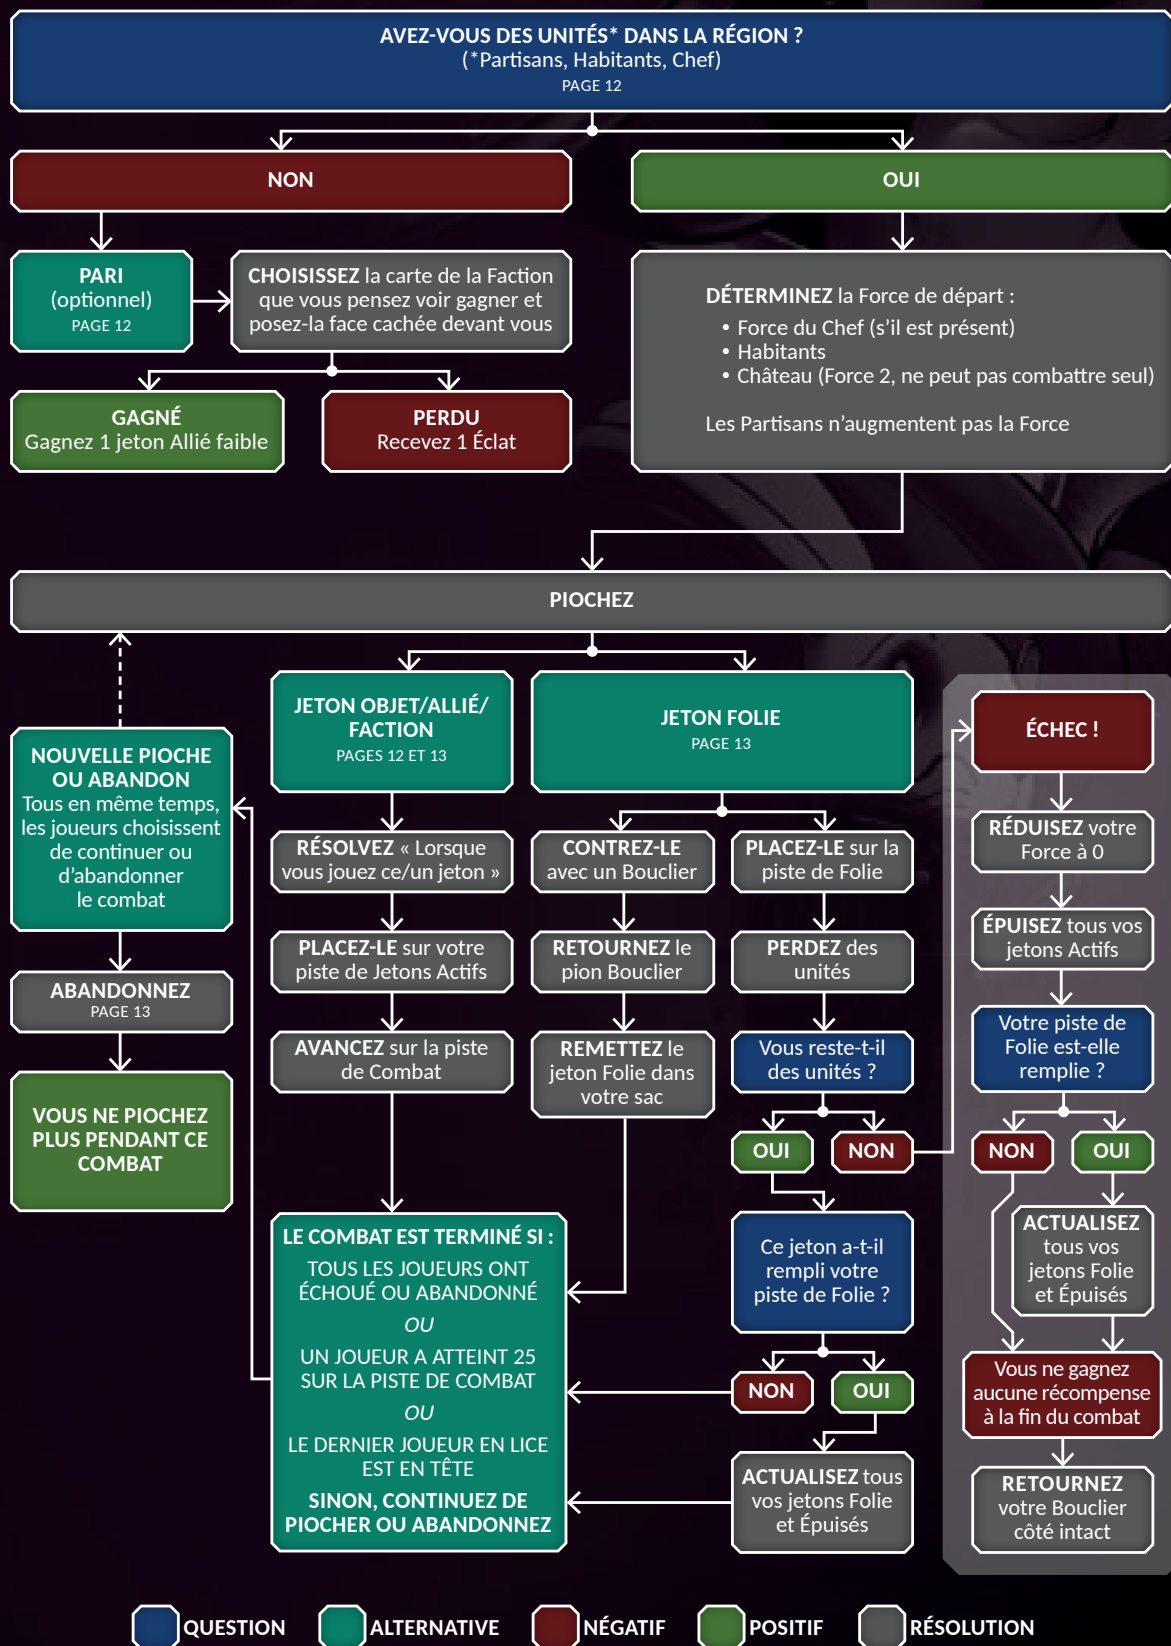 AVEZ-VOUS DES UNITÉS* DANS LA RÉGION ?
(*Partisans, Habitants, Chef)
PAGE 12
NON
OUI
PARI
(optionnel)
PAGE 12
CHOISISSEZ la carte de la Faction
que vous pensez voir gagner et
posez-la face cachée devant vous
GAGNÉ
Gagnez 1 jeton Allié faible
PERDU
Recevez 1 Éclat
DÉTERMINEZ la Force de départ :
• Force du Chef (s'il est présent)
• Habitants
• Château (Force 2, ne peut pas combattre seul)
Les Partisans n'augmentent pas la Force
PIOCHEZ
NOUVELLE PIOCHE
OU ABANDON
Tous en même temps,
les joueurs choisissent
de continuer ou
d'abandonner
le combat
ABANDONNEZ
PAGE 13
VOUS NE PIOCHEZ
PLUS PENDANT CE
COMBAT
JETON OBJET/ALLIÉ/
FACTION
PAGES 12 ET 13
RÉSOLVEZ « Lorsque
vous jouez ce/un jeton »
PLACEZ-LE sur votre
piste de Jetons Actifs
AVANCEZ sur la piste
de Combat
JETON FOLIE
PAGE 13
CONTREZ-LE
avec un Bouclier
RETOURNEZ le
pion Bouclier
REMETTEZ le
jeton Folie dans
votre sac
PLACEZ-LE sur la
piste de Folie
PERDEZ des
unités
Vous reste-t-il
des unités ?
OUI
NON
Ce jeton a-t-il
rempli votre
piste de Folie ?
NON
OUI
ACTUALISEZ tous
vos jetons Folie
et Épuisés
LE COMBAT EST TERMINÉ SI :
TOUS LES JOUEURS ONT
ÉCHOUÉ OU ABANDONNÉ
OU
UN JOUEUR A ATTEINT 25
SUR LA PISTE DE COMBAT
OU
LE DERNIER JOUEUR EN LICE
EST EN TÊTE
SINON, CONTINUEZ DE
PIOCHER OU ABANDONNEZ
ÉCHEC !
RÉDUISEZ votre
Force à 0
ÉPUISEZ tous vos
jetons Actifs
Votre piste de
Folie est-elle
remplie ?
NON
OUI
ACTUALISEZ
tous vos
jetons Folie
et Épuisés
Vous ne gagnez
aucune récompense
à la fin du combat
RETOURNEZ
votre Bouclier
côté intact
QUESTION
ALTERNATIVE
NÉGATIF
POSITIF
RÉSOLUTION